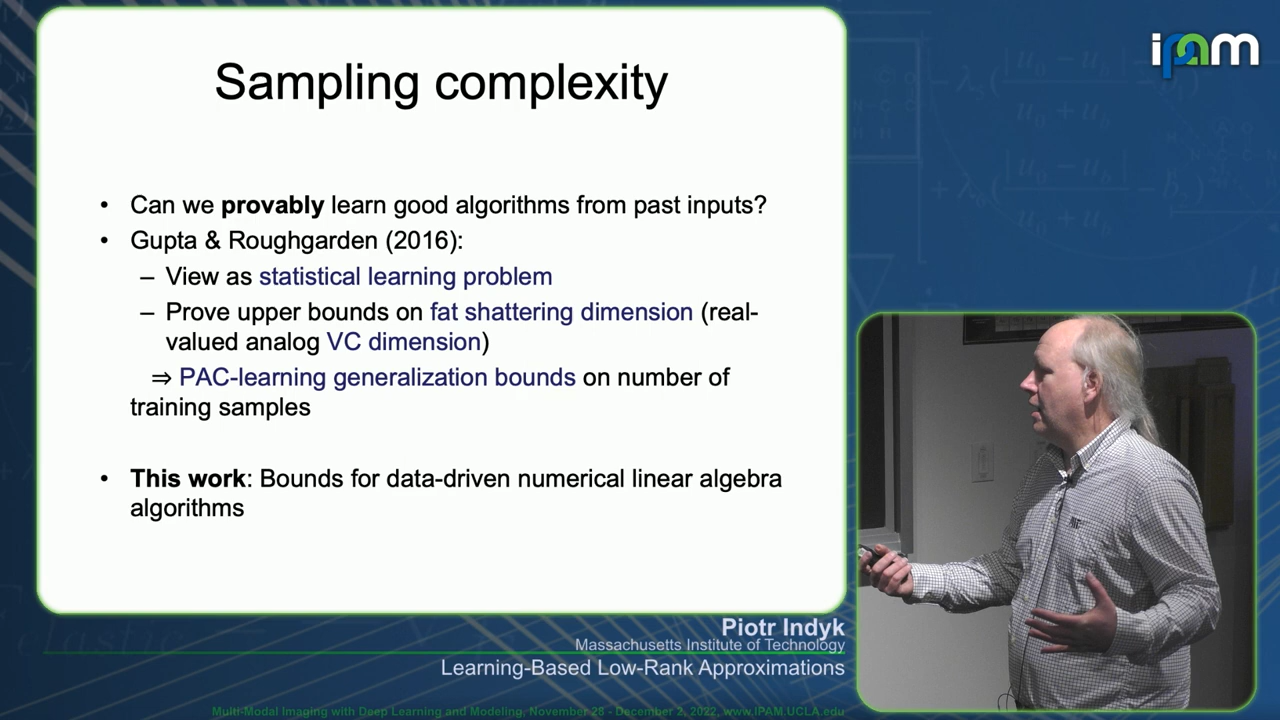 ipam
Sampling complexity
• Can we provably learn good algorithms from past inputs?
• Gupta & Roughgarden (2016):
– View as statistical learning problem
– Prove upper bounds on fat shattering dimension (real-
valued analog VC dimension)
⇒ PAC-learning generalization bounds on number of
training samples
• This work: Bounds for data-driven numerical linear algebra
algorithms
Piotr Indyk
Massachusetts Institute of Technology
Learning-Based Low-Rank Approximations
Multi-Modal Imaging with Deep Learning and Modeling, November 28 - December 2, 2022, www.IPAM.UCLA.edu